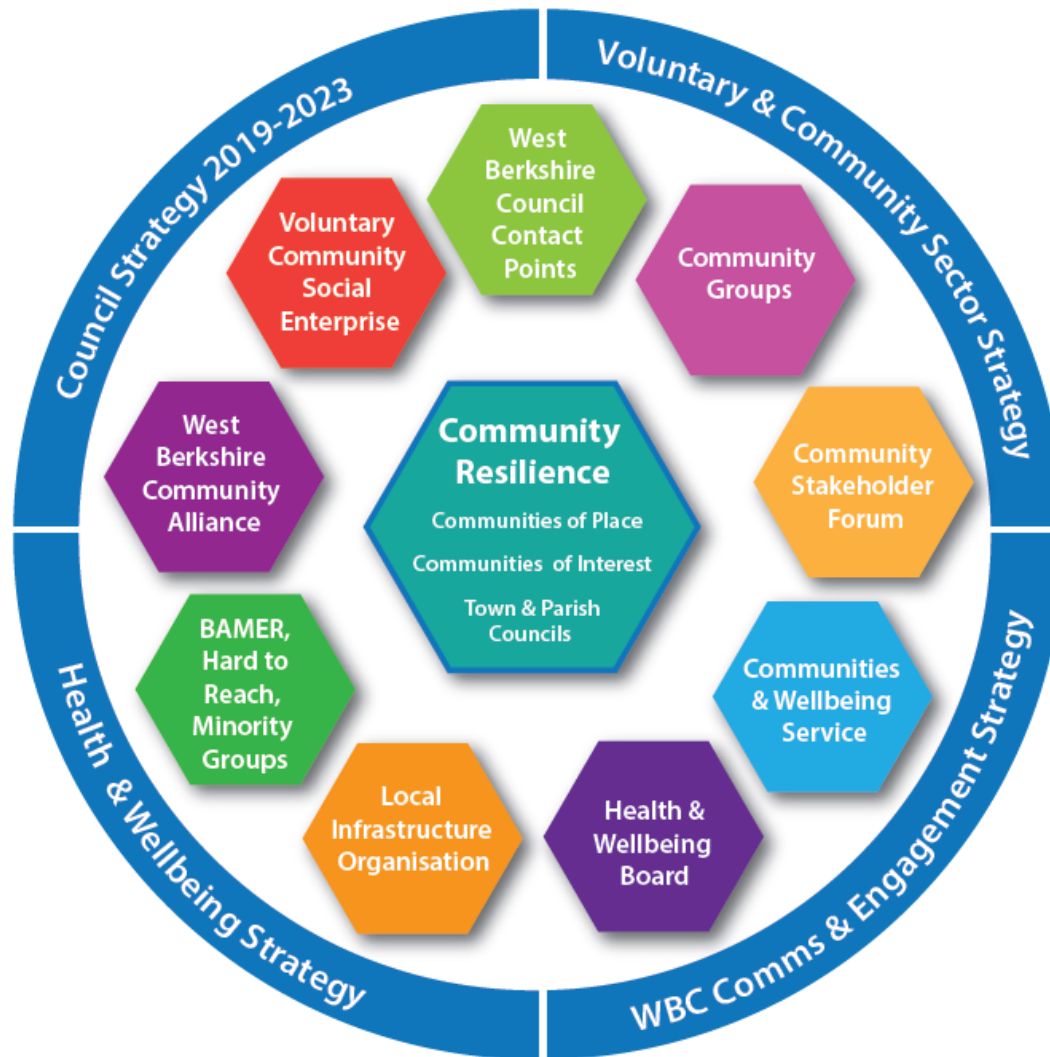 Council Strategy 2019-2023
Voluntary & Community Sector Strategy
West
Berkshire
Council
Contact
Points
Voluntary
Community
Social
Enterprise
Community
Groups
West
Berkshire
Community
Alliance
Community
Resilience
Communities of Place
Communities of Interest
Town & Parish
Councils
Community
Stakeholder
Forum
BAMER,
Hard to
Reach,
Minority
Groups
Communities
& Wellbeing
Service
Local
Infrastructure
Organisation
Health &
Wellbeing
Board
Health & Wellbeing Strategy
WBC Comms & Engagement Strategy